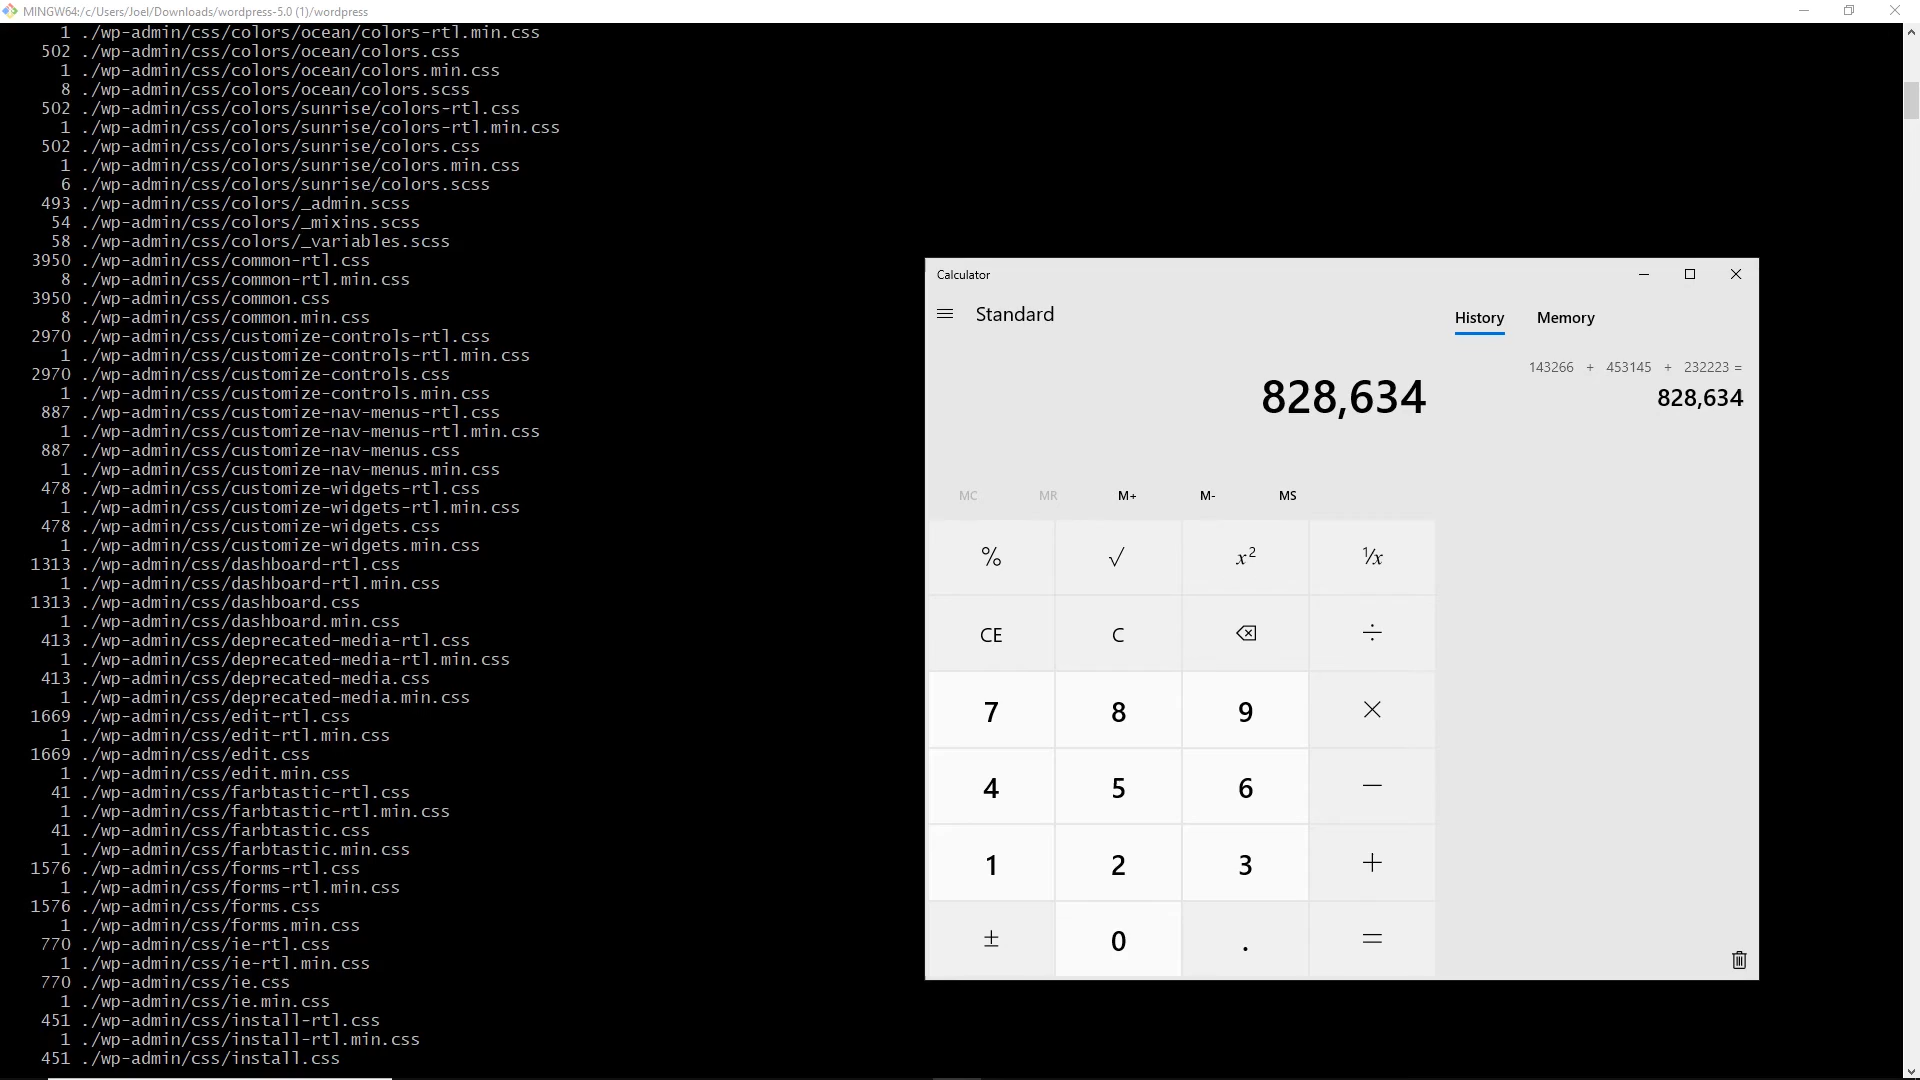 MINGW64:/c/Users/Joel/Downloads/wordpress-5.0 (1)/wordpress
1 ./wp-admin/css/colors/ocean/colors-rtl.min.css
502 ./wp-admin/css/colors/ocean/colors.css
1 ./wp-admin/css/colors/ocean/colors.min.css
8 ./wp-admin/css/colors/ocean/colors.scss
502 ./wp-admin/css/colors/sunrise/colors-rtl.css
1 ./wp-admin/css/colors/sunrise/colors-rtl.min.css
502 ./wp-admin/css/colors/sunrise/colors.css
1 ./wp-admin/css/colors/sunrise/colors.min.css
6 ./wp-admin/css/colors/sunrise/colors.scss
493 ./wp-admin/css/colors/_admin.scss
54 ./wp-admin/css/colors/_mixins.scss
58 ./wp-admin/css/colors/_variables.scss
3950 ./wp-admin/css/common-rtl.css
8 ./wp-admin/css/common-rtl.min.css
3950 ./wp-admin/css/common.css
8 ./wp-admin/css/common.min.css
2970 ./wp-admin/css/customize-controls-rtl.css
1 ./wp-admin/css/customize-controls-rtl.min.css
2970 ./wp-admin/css/customize-controls.css
1 ./wp-admin/css/customize-controls.min.css
887 ./wp-admin/css/customize-nav-menus-rtl.css
1 ./wp-admin/css/customize-nav-menus-rtl.min.css
887 ./wp-admin/css/customize-nav-menus.css
1 ./wp-admin/css/customize-nav-menus.min.css
478 ./wp-admin/css/customize-widgets-rtl.css
1 ./wp-admin/css/customize-widgets-rtl.min.css
478 ./wp-admin/css/customize-widgets.css
1 ./wp-admin/css/customize-widgets.min.css
1313 ./wp-admin/css/dashboard-rtl.css
1 ./wp-admin/css/dashboard-rtl.min.css
1313 ./wp-admin/css/dashboard.css
1 ./wp-admin/css/dashboard.min.css
413 ./wp-admin/css/deprecated-media-rtl.css
1 ./wp-admin/css/deprecated-media-rtl.min.css
413 ./wp-admin/css/deprecated-media.css
1 ./wp-admin/css/deprecated-media.min.css
1669 ./wp-admin/css/edit-rtl.css
1 ./wp-admin/css/edit-rtl.min.css
1669 ./wp-admin/css/edit.css
1 ./wp-admin/css/edit.min.css
41 ./wp-admin/css/farbtastic-rtl.css
1 ./wp-admin/css/farbtastic-rtl.min.css
41 ./wp-admin/css/farbtastic.css
1 ./wp-admin/css/farbtastic.min.css
1576 ./wp-admin/css/forms-rtl.css
1 ./wp-admin/css/forms-rtl.min.css
1576 ./wp-admin/css/forms.css
1 ./wp-admin/css/forms.min.css
770 ./wp-admin/css/ie-rtl.css
1 ./wp-admin/css/ie-rtl.min.css
770 ./wp-admin/css/ie.css
1 ./wp-admin/css/ie.min.css
451 ./wp-admin/css/install-rtl.css
1 ./wp-admin/css/install-rtl.min.css
451 ./wp-admin/css/install.css
Calculator
Standard
History Memory
143266 + 453145 + 232223 =
828,634
828,634
MC MR M+ M- MS
% √ x² ¹/x
CE C ÷
7 8 9 ×
4 5 6 −
1 2 3 +
± 0 . =